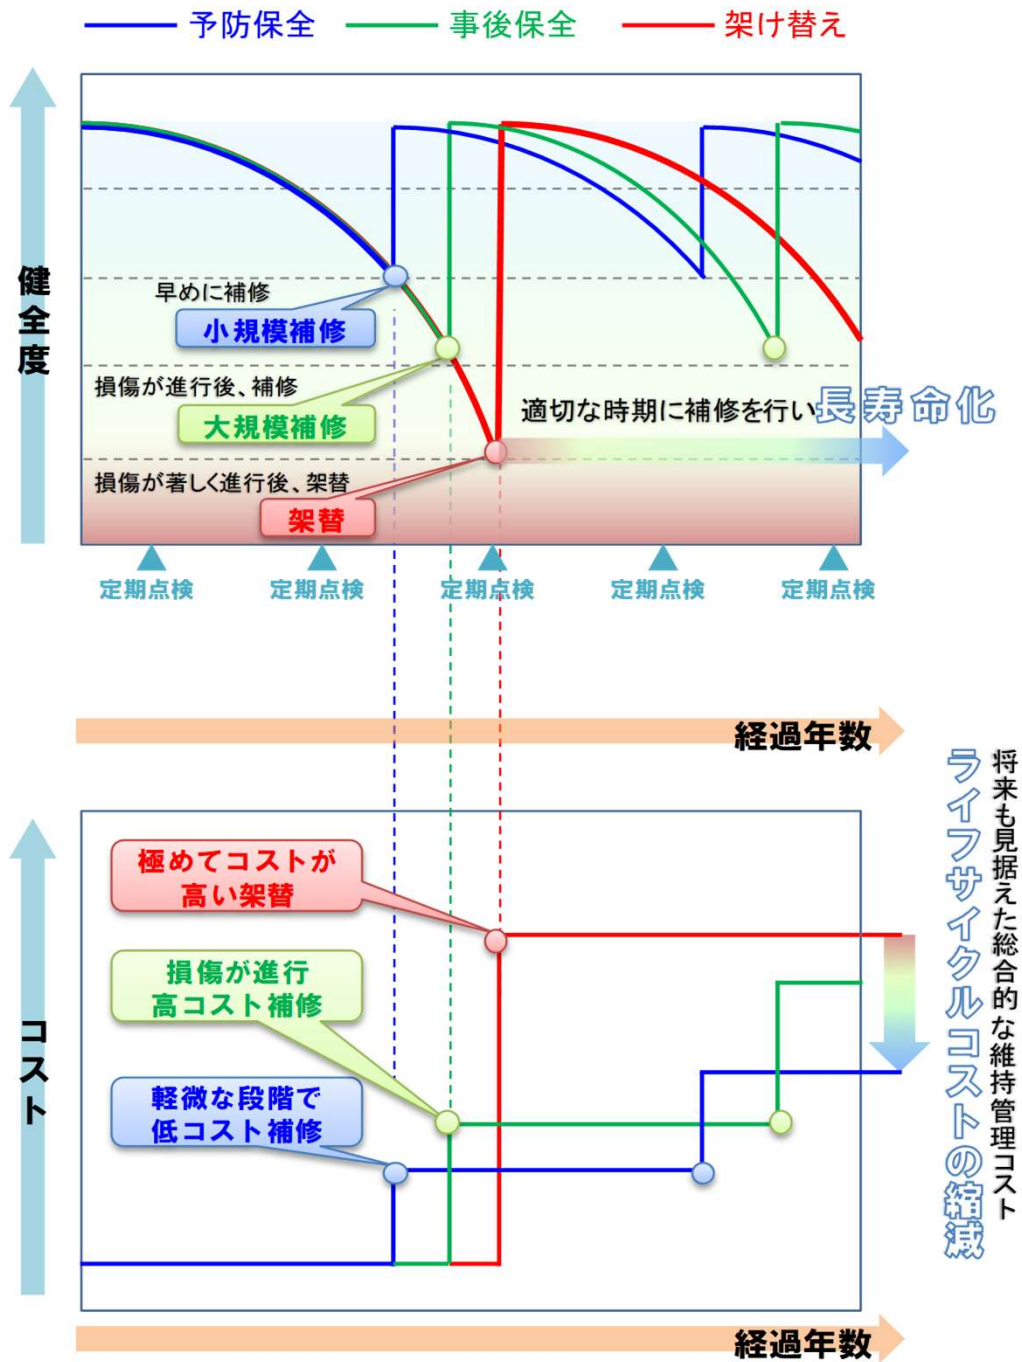 予防保全
事後保全
架け替え
健全度
早めに補修
小規模補修
損傷が進行後、補修
大規模補修
適切な時期に補修を行い長寿命化
損傷が著しく進行後、架替
架替
定期点検
定期点検
定期点検
定期点検
定期点検
経過年数
コスト
極めてコストが
高い架替
損傷が進行
高コスト補修
軽微な段階で
低コスト補修
将来も見据えた総合的な維持管理コスト
ライフサイクルコストの縮減
経過年数